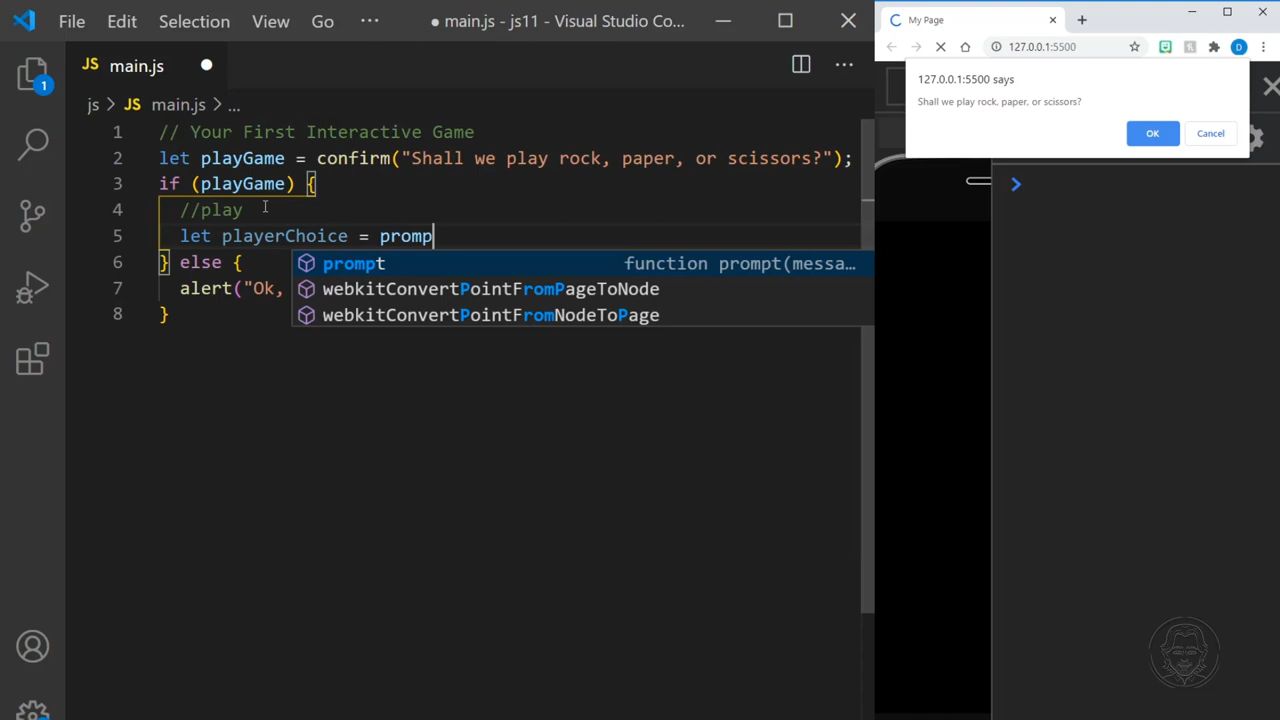 File Edit Selection View Go ··· ● main.js - js11 - Visual Studio Co...
JS main.js ●
js > JS main.js > ...
1 // Your First Interactive Game
2 let playGame = confirm("Shall we play rock, paper, or scissors?");
3 if (playGame) {
4 //play
5 let playerChoice = promp
6 } else {
7 alert("Ok,
8 }
prompt function prompt(messa...
webkitConvertPointFromPageToNode
webkitConvertPointFromNodeToPage
1
My Page
127.0.0.1:5500
D
127.0.0.1:5500 says
Shall we play rock, paper, or scissors?
OK Cancel